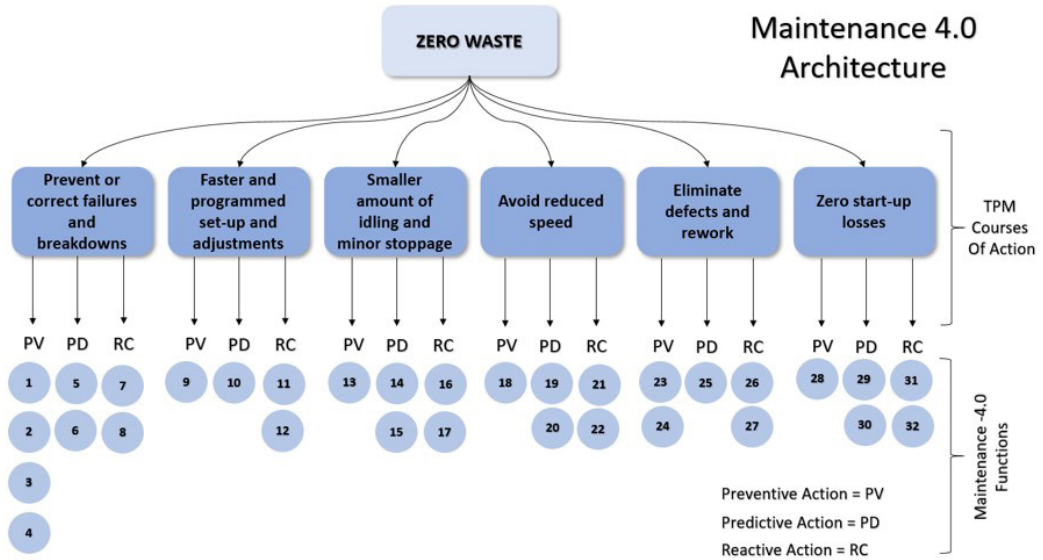 ZERO WASTE
Maintenance 4.0
Architecture
Prevent or
correct failures
and
breakdowns
Faster and
programmed
set-up and
adjustments
Smaller
amount of
idling and
minor stoppage
Avoid reduced
speed
Eliminate
defects and
rework
Zero start-up
losses
TPM
Courses
Of Action
PV PD RC
PV PD RC
PV PD RC
PV PD RC
PV PD RC
PV PD RC
1 5 7 9 10 11 13 14 16 18 19 21 23 25 26 28 29 31
2 6 8 12 15 17 20 22 24 27 30 32
3
4
Maintenance -4.0
Functions
Preventive Action = PV
Predictive Action = PD
Reactive Action = RC